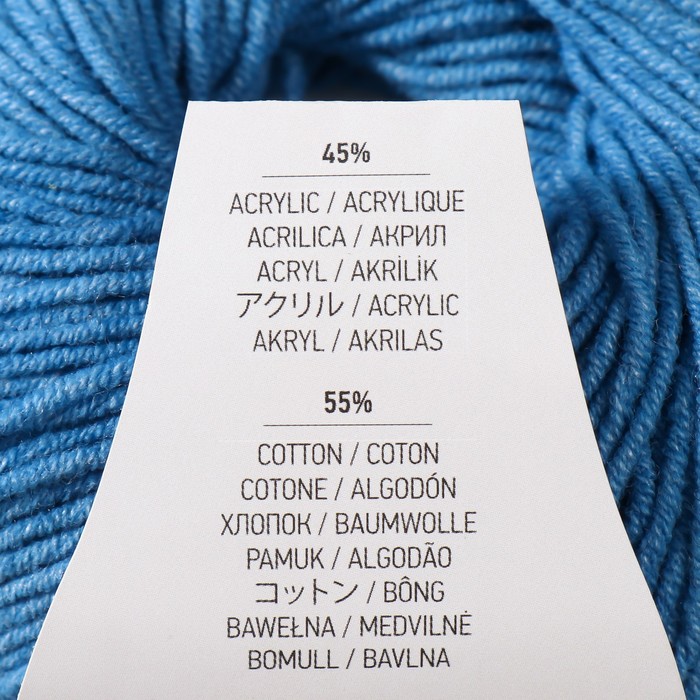 45%
ACRYLIC / ACRYLIQUE
ACRILICA / АКРИЛ
ACRYL / AKRİLİK
アクリル / ACRYLIC
AKRYL / AKRILAS
55%
COTTON / COTON
COTONE / ALGODÓN
ХЛОПОК / BAUMWOLLE
PAMUK / ALGODÃO
コットン / BÔNG
BAWEŁNA / MEDVILNĖ
BOMULL / BAVLNA